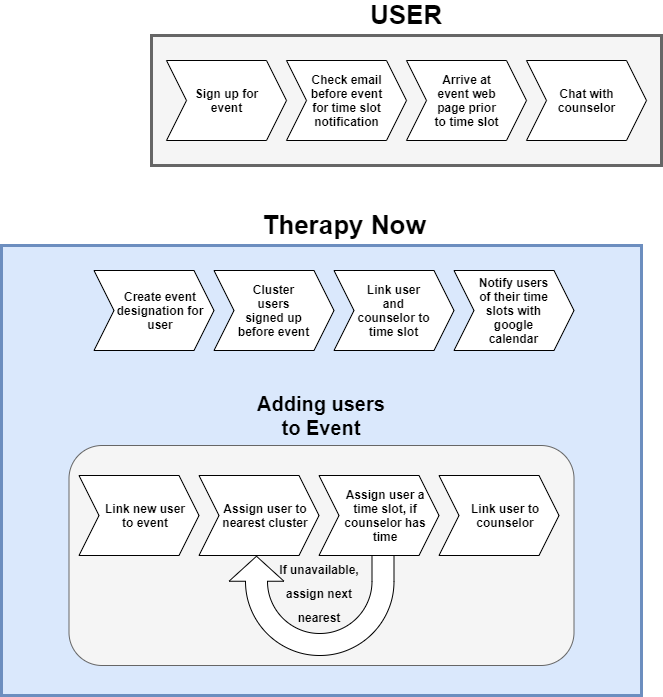 USER
Sign up for
event
Check email
before event
for time slot
notification
Arrive at
event web
page prior
to time slot
Chat with
counselor
Therapy Now
Create event
designation for
user
Cluster
users
signed up
before event
Link user
and
counselor to
time slot
Notify users
of their time
slots with
google
calendar
Adding users
to Event
Link new user
to event
Assign user to
nearest cluster
Assign user a
time slot, if
counselor has
time
Link user to
counselor
If unavailable,
assign next
nearest